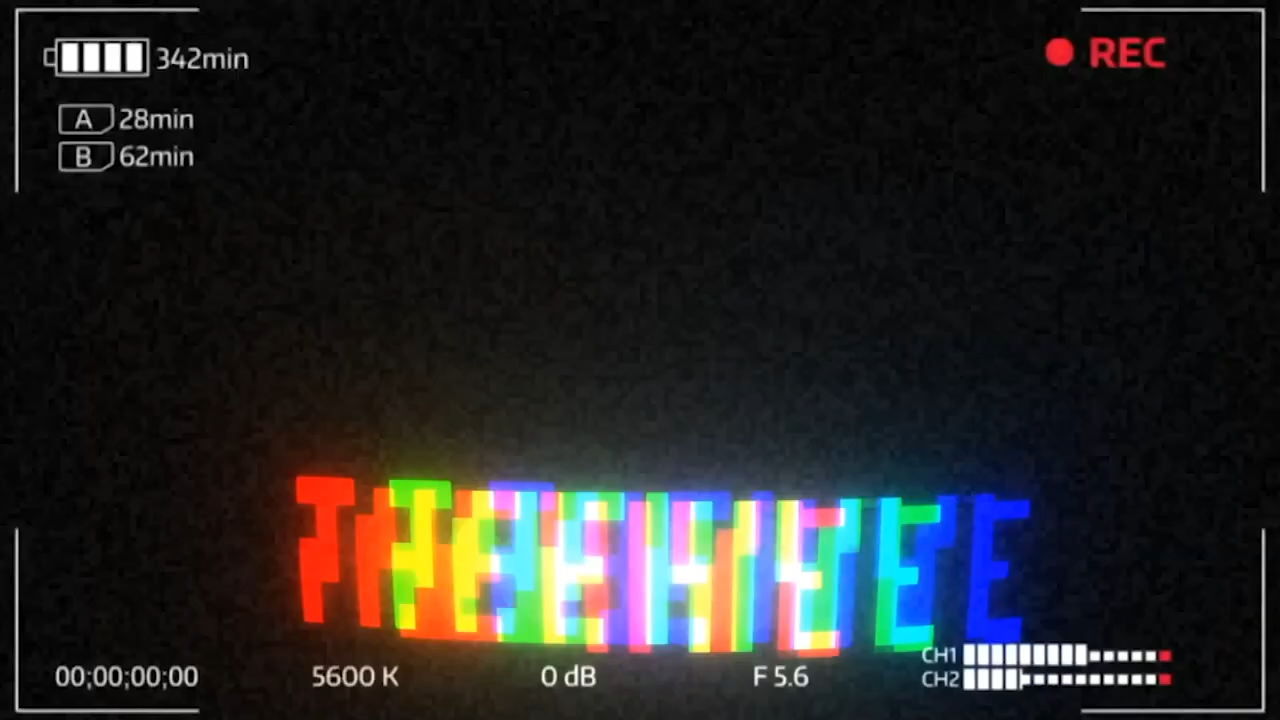 342min
REC
A 28min
B 62min
00;00;00;00 5600 K 0 dB F 5.6
CH1
CH2